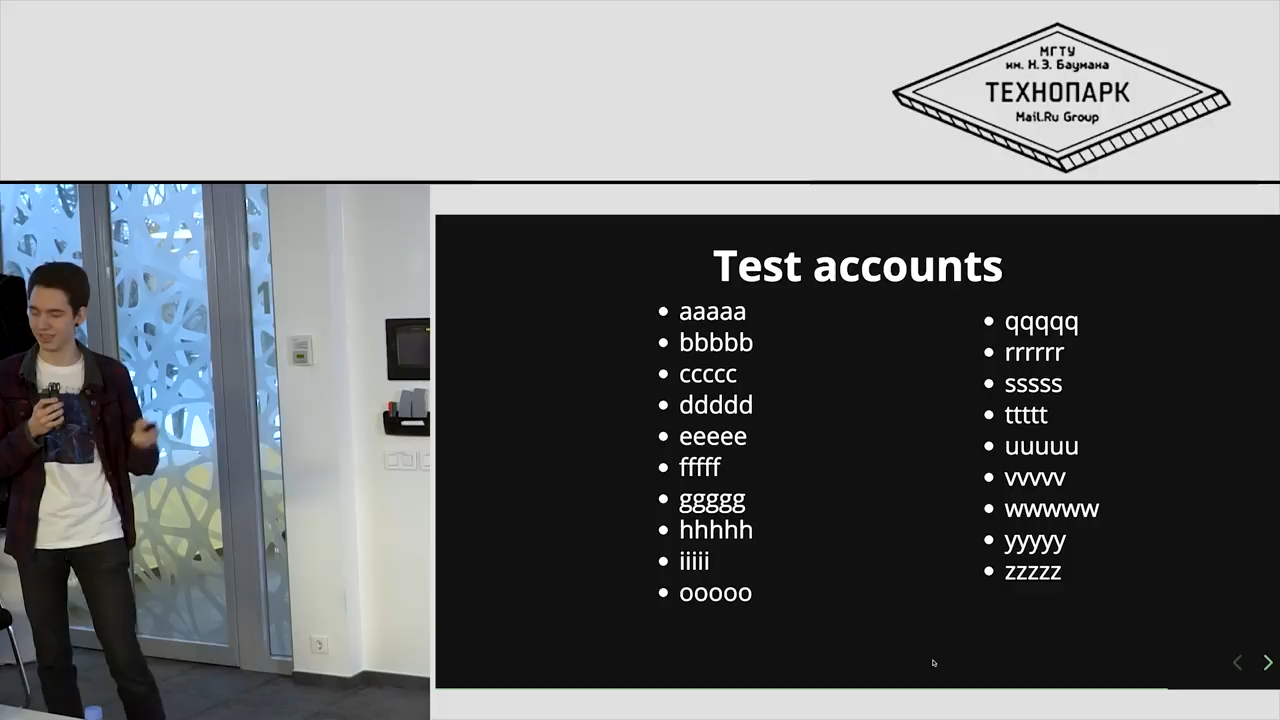 МГТУ
им. Н.Э. Баумана
ТЕХНОПАРК
Mail.Ru Group
Test accounts
• aaaaa
• bbbbb
• ccccc
• ddddd
• eeeee
• fffff
• ggggg
• hhhhh
• iiiii
• ooooo
• qqqqq
• rrrrrr
• sssss
• ttttt
• uuuuu
• vvvvv
• wwwww
• yyyyy
• zzzzz